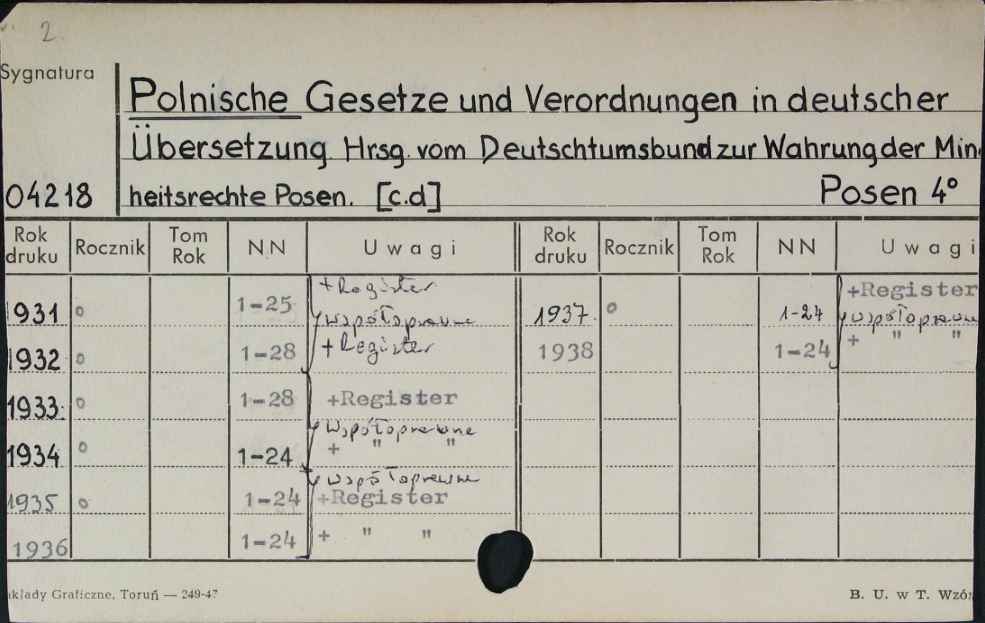 2
Sygnatura
Polnische Gesetze und Verordnungen in deutscher
Übersetzung. Hrsg. vom Deutschtumsbund zur Wahrung der Min
04218 heitsrechte Posen. [c.d] Posen 4°
Rok druku Rocznik Tom Rok NN Uwagi Rok druku Rocznik Tom Rok NN Uwagi
1931 o 1-25 +Register współoprawne 1937. o 1-24 +Register współoprawne
1932 o 1-28 +Register 1938 1-24 + " "
1933. o 1-28 +Register
współoprawne
1934 o 1-24 + " "
współoprawne
1935 o 1-24 +Register
1936 1-24 + " "
kłady Graficzne, Toruń — 249-47 B. U. w T. Wzór